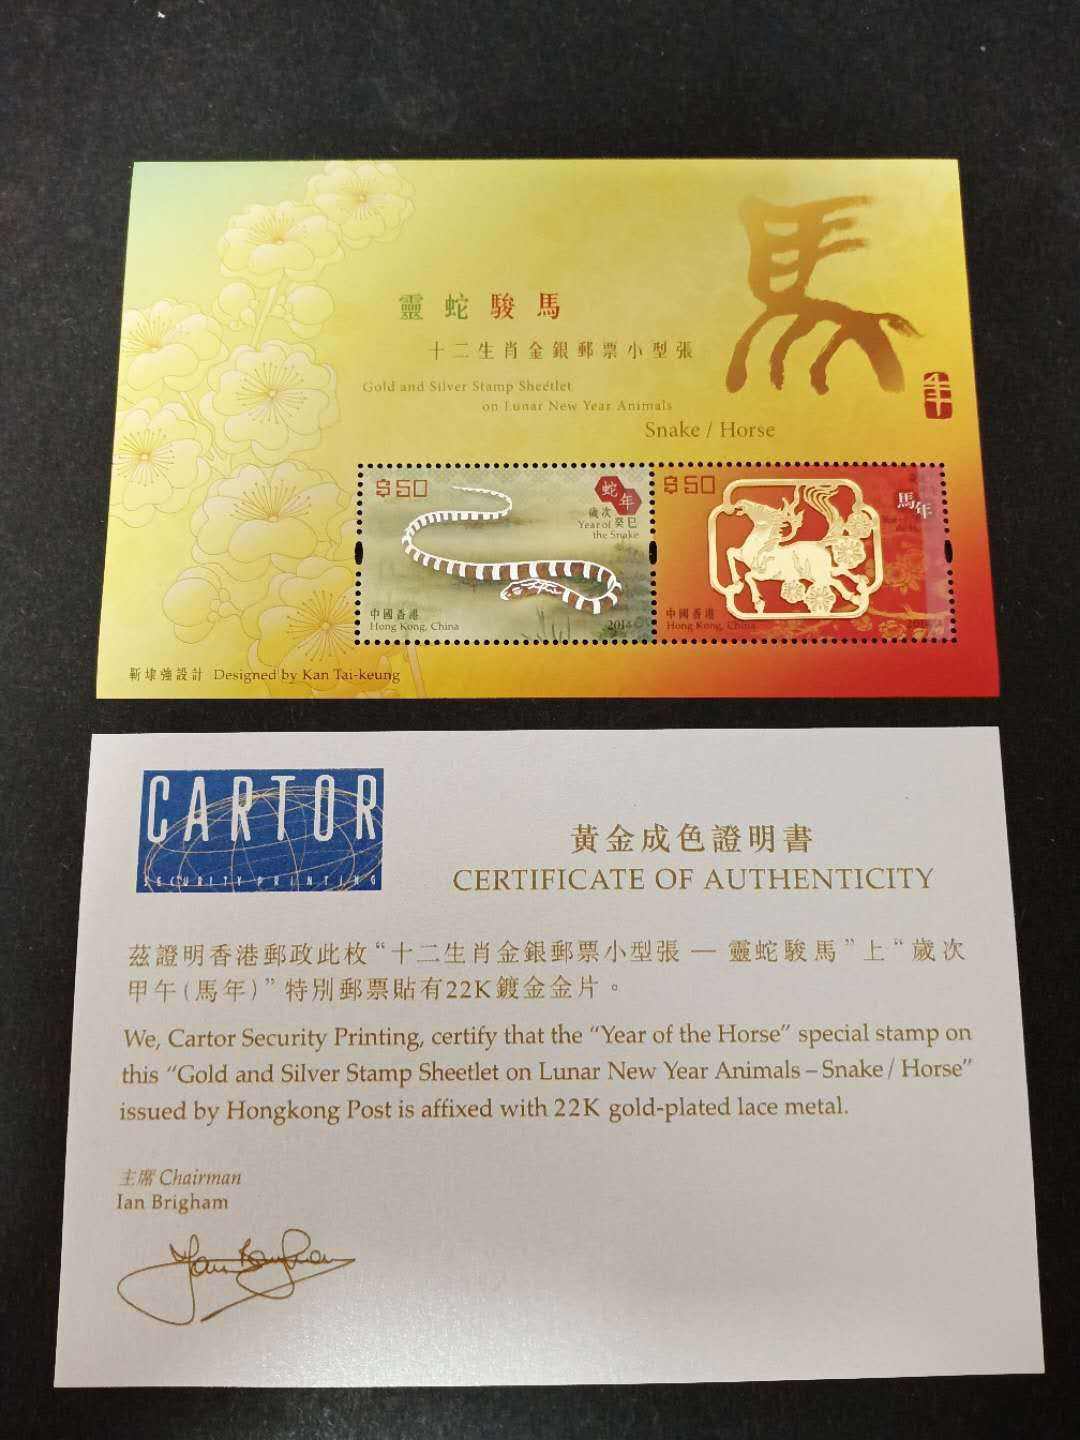 馬
年
靈蛇駿馬
十二生肖金銀郵票小型張
Gold and Silver Stamp Sheetlet
on Lunar New Year Animals
Snake / Horse
$50
蛇年
歲次
Year of 癸巳
the Snake
中國香港
Hong Kong, China
2014
$50
馬年
中國香港
Hong Kong, China
靳埭強設計 Designed by Kan Tai-keung
CARTOR
SECURITY PRINTING
黃金成色證明書
CERTIFICATE OF AUTHENTICITY
茲證明香港郵政此枚“十二生肖金銀郵票小型張 — 靈蛇駿馬”上“歲次
甲午(馬年)”特別郵票貼有22K鍍金金片。
We, Cartor Security Printing, certify that the “Year of the Horse” special stamp on
this “Gold and Silver Stamp Sheetlet on Lunar New Year Animals – Snake / Horse”
issued by Hongkong Post is affixed with 22K gold-plated lace metal.
主席 Chairman
Ian Brigham